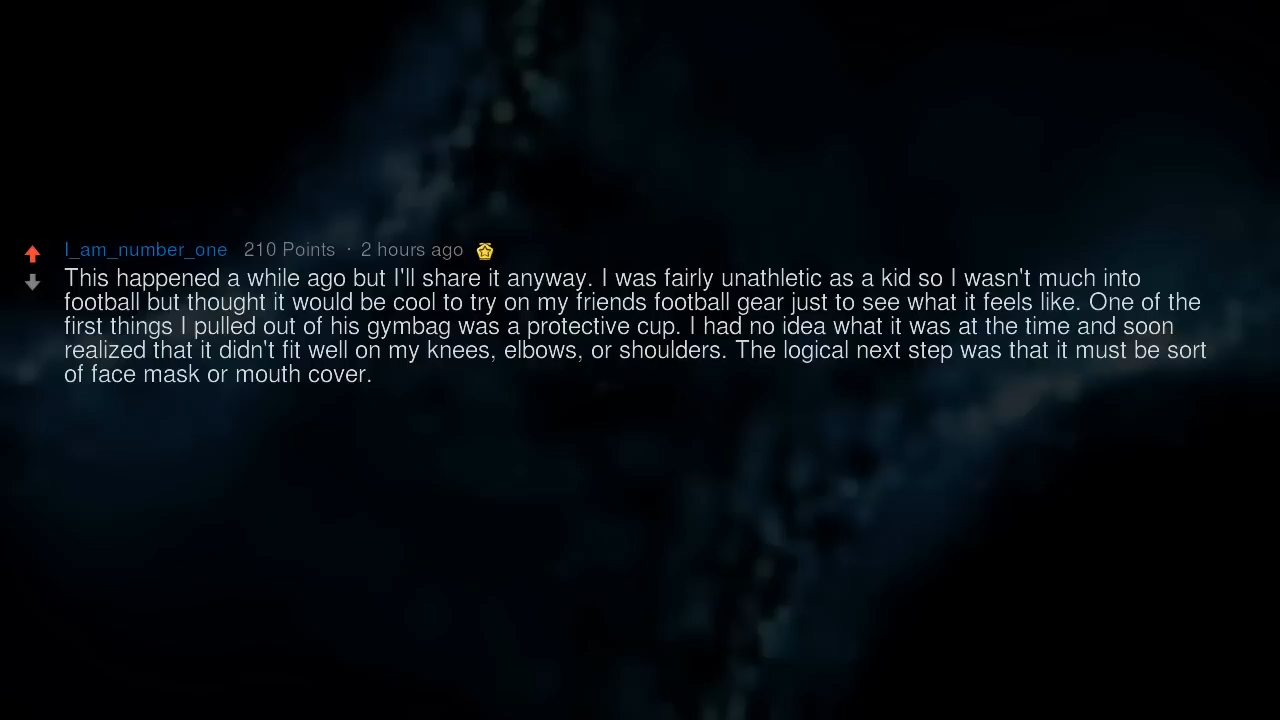 I_am_number_one 210 Points · 2 hours ago
This happened a while ago but I'll share it anyway. I was fairly unathletic as a kid so I wasn't much into
football but thought it would be cool to try on my friends football gear just to see what it feels like. One of the
first things I pulled out of his gymbag was a protective cup. I had no idea what it was at the time and soon
realized that it didn't fit well on my knees, elbows, or shoulders. The logical next step was that it must be sort
of face mask or mouth cover.